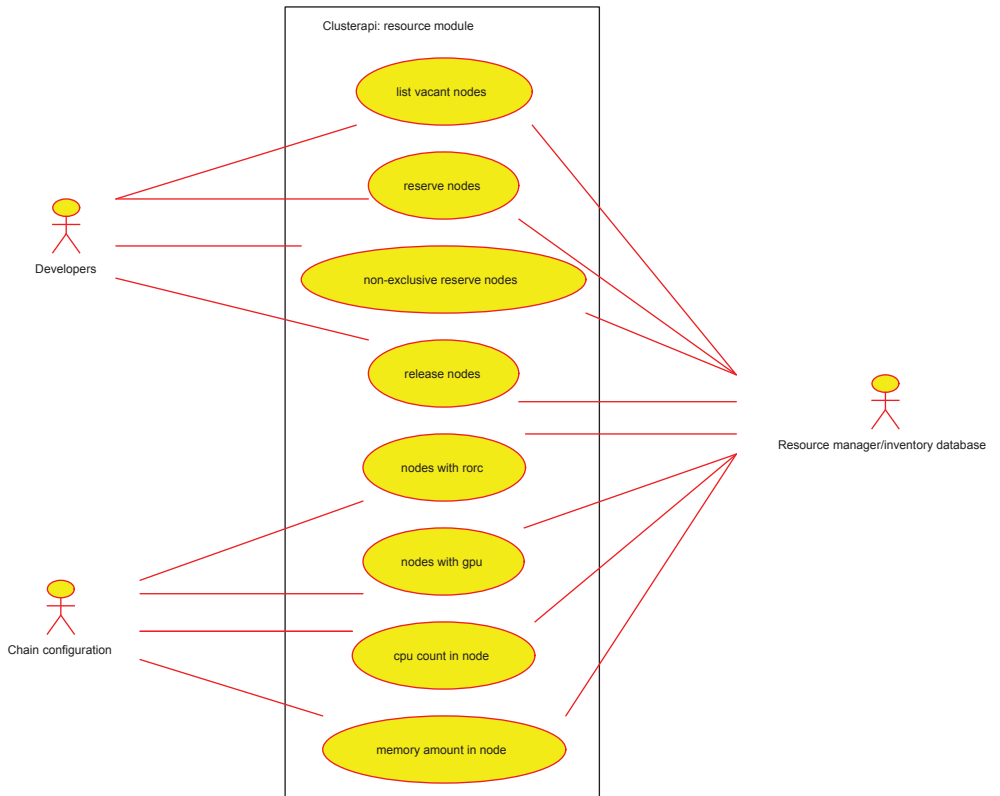 Clusterapi: resource module
list vacant nodes
reserve nodes
Developers
non-exclusive reserve nodes
release nodes
Resource manager/inventory database
nodes with rorc
nodes with gpu
Chain configuration
cpu count in node
memory amount in node